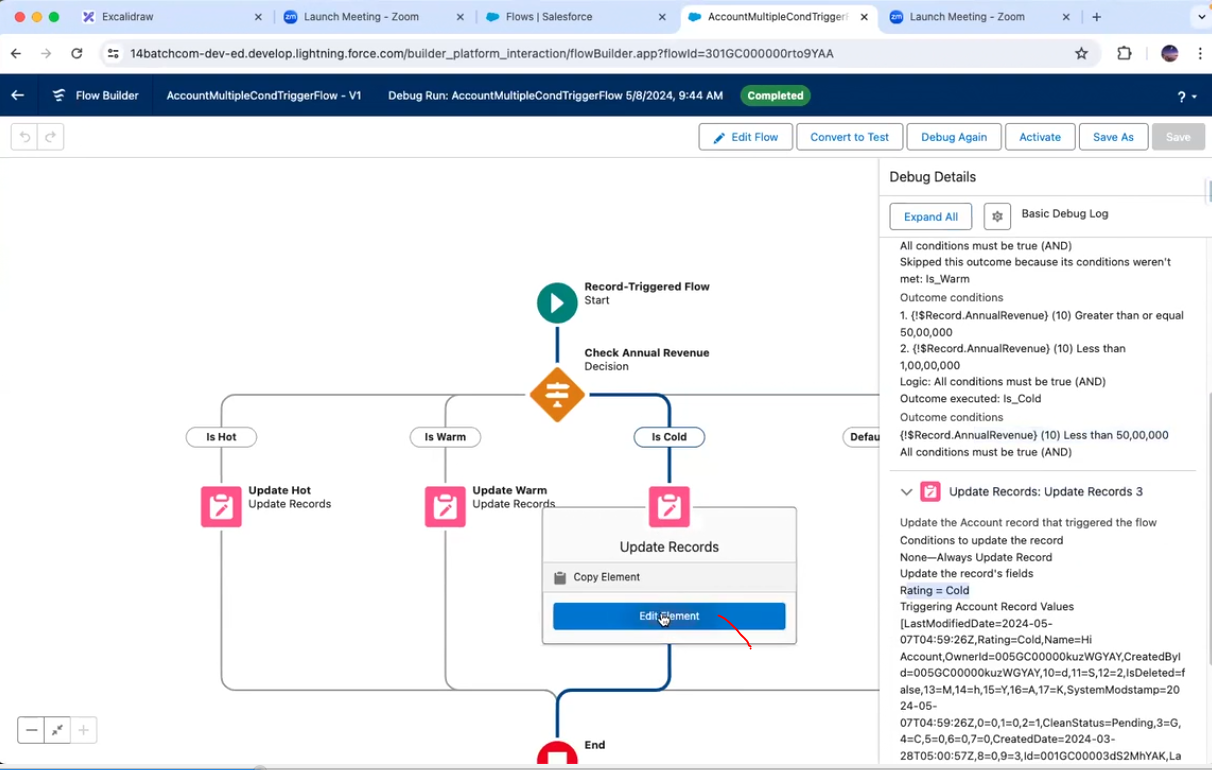 Excalidraw
zm Launch Meeting - Zoom
Flows | Salesforce
AccountMultipleCondTrigger
zm Launch Meeting - Zoom
14batchcom-dev-ed.develop.lightning.force.com/builder_platform_interaction/flowBuilder.app?flowId=301GC000000rto9YAA
Flow Builder
AccountMultipleCondTriggerFlow - V1
Debug Run: AccountMultipleCondTriggerFlow 5/8/2024, 9:44 AM
Completed
?
Edit Flow
Convert to Test
Debug Again
Activate
Save As
Save
Record-Triggered Flow
Start
Check Annual Revenue
Decision
Is Hot
Is Warm
Is Cold
Defau
Update Hot
Update Records
Update Warm
Update Records
Update Records
Copy Element
Edit Element
End
Debug Details
Expand All
Basic Debug Log
All conditions must be true (AND)
Skipped this outcome because its conditions weren't
met: Is_Warm
Outcome conditions
1. {!$Record.AnnualRevenue} (10) Greater than or equal
50,00,000
2. {!$Record.AnnualRevenue} (10) Less than
1,00,00,000
Logic: All conditions must be true (AND)
Outcome executed: Is_Cold
Outcome conditions
{!$Record.AnnualRevenue} (10) Less than 50,00,000
All conditions must be true (AND)
Update Records: Update Records 3
Update the Account record that triggered the flow
Conditions to update the record
None—Always Update Record
Update the record's fields
Rating = Cold
Triggering Account Record Values
[LastModifiedDate=2024-05-
07T04:59:26Z,Rating=Cold,Name=Hi
Account,OwnerId=005GC00000kuzWGYAY,CreatedByI
d=005GC00000kuzWGYAY,10=d,11=S,12=2,IsDeleted=f
alse,13=M,14=h,15=Y,16=A,17=K,SystemModstamp=20
24-05-
07T04:59:26Z,0=0,1=0,2=1,CleanStatus=Pending,3=G,
4=C,5=0,6=0,7=0,CreatedDate=2024-03-
28T05:00:57Z,8=0,9=3,Id=001GC00003dS2MhYAK,La